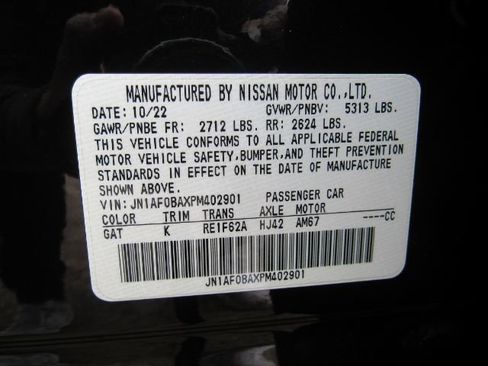 MANUFACTURED BY NISSAN MOTOR CO.,LTD.
DATE: 10/22 GVWR/PNBV: 5313 LBS.
GAWR/PNBE FR: 2712 LBS. RR: 2624 LBS.
THIS VEHICLE CONFORMS TO ALL APPLICABLE FEDERAL
MOTOR VEHICLE SAFETY,BUMPER,AND THEFT PREVENTION
STANDARDS IN EFFECT ON THE DATE OF MANUFACTURE
SHOWN ABOVE.
VIN: JN1AF0BAXPM402901 PASSENGER CAR
COLOR TRIM TRANS AXLE MOTOR
GAT K RE1F62A HJ42 AM67 ----CC
JN1AF0BAXPM402901